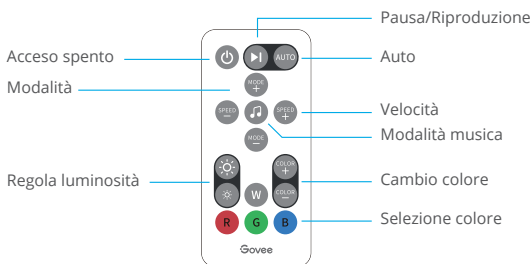 Pausa/Riproduzione
Acceso spento
AUTO
Auto
Modalità
MODE
+
SPEED
−
SPEED
+
Velocità
Modalità musica
MODE
−
Regola luminosità
COLOR
+
Cambio colore
W
COLOR
−
R G B
Selezione colore
Govee